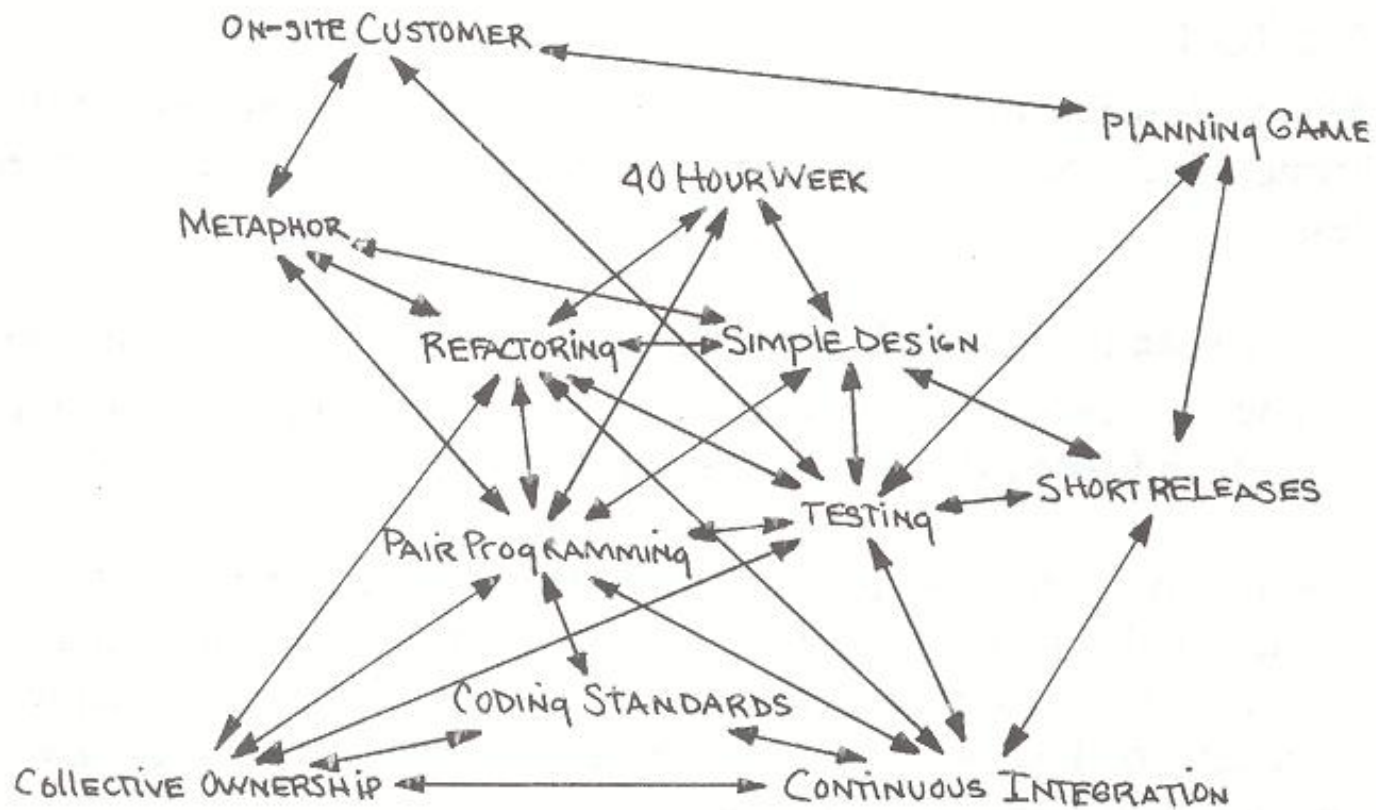 ON-SITE CUSTOMER
PLANNING GAME
40 HOUR WEEK
METAPHOR
REFACTORING
SIMPLE DESIGN
SHORT RELEASES
TESTING
PAIR PROGRAMMING
CODING STANDARDS
COLLECTIVE OWNERSHIP
CONTINUOUS INTEGRATION